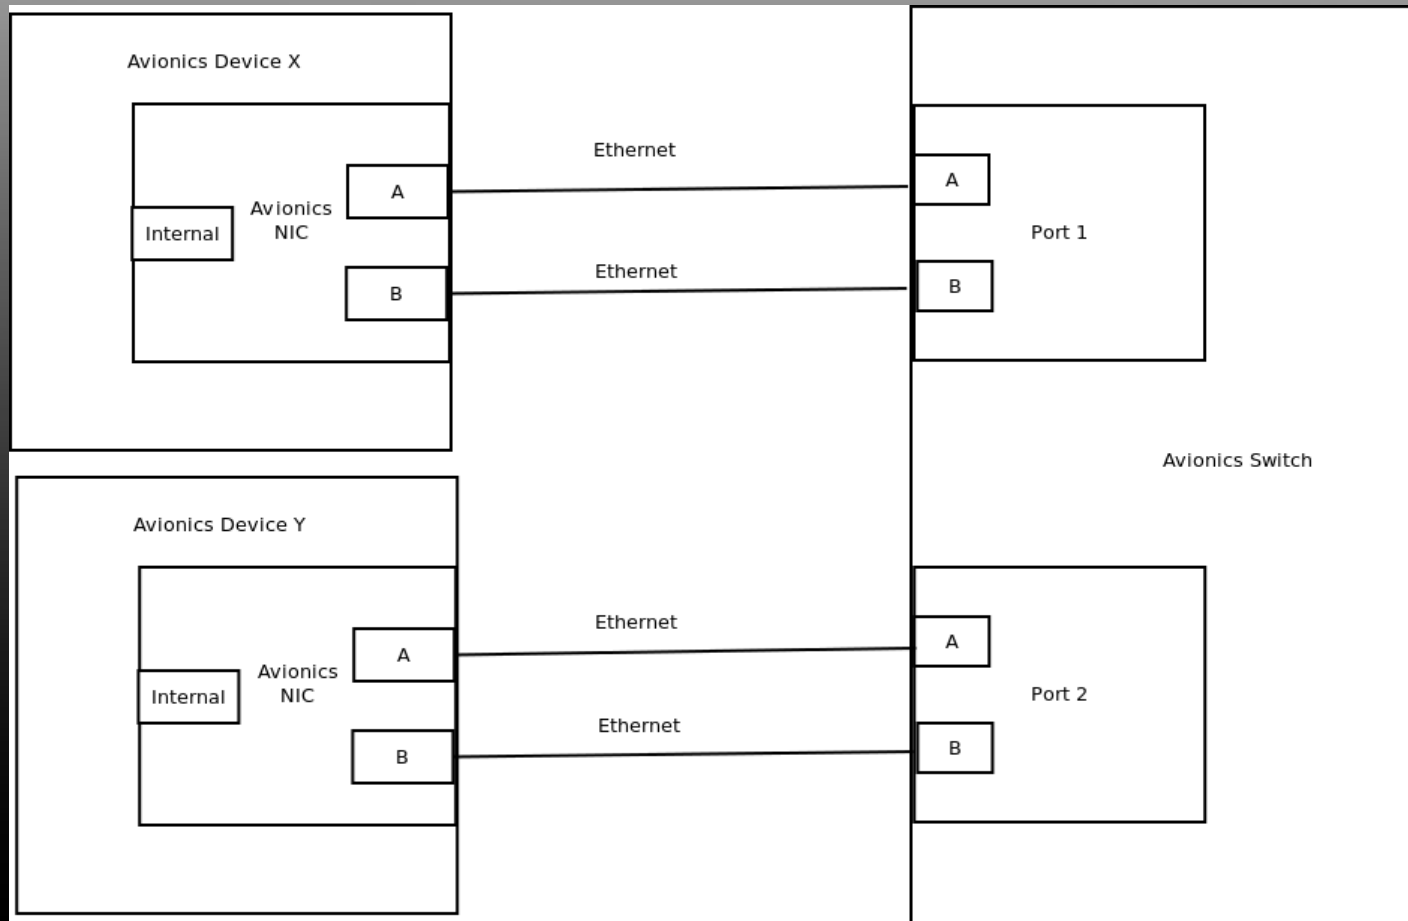 Avionics Device X
Ethernet
A
A
Avionics
NIC
Internal
Port 1
Ethernet
B
B
Avionics Switch
Avionics Device Y
Ethernet
A
A
Avionics
NIC
Internal
Port 2
Ethernet
B
B